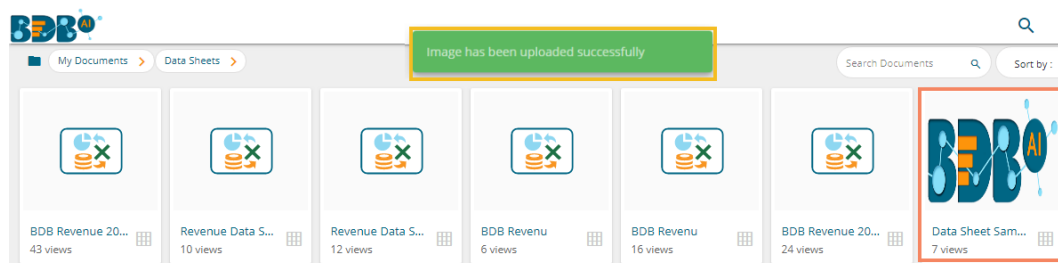 BDB AI
Image has been uploaded successfully
My Documents > Data Sheets >
Search Documents
Sort by :
BDB AI
BDB Revenue 20...
43 views
Revenue Data S...
10 views
Revenue Data S...
12 views
BDB Revenu
6 views
BDB Revenu
16 views
BDB Revenue 20...
24 views
Data Sheet Sam...
7 views